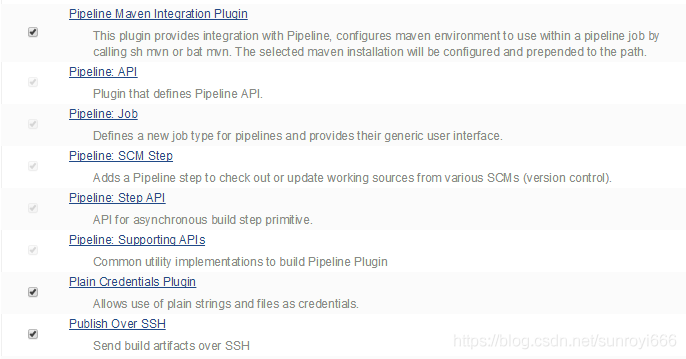 Pipeline Maven Integration Plugin
This plugin provides integration with Pipeline, configures maven environment to use within a pipeline job by
calling sh mvn or bat mvn. The selected maven installation will be configured and prepended to the path.
Pipeline: API
Plugin that defines Pipeline API.
Pipeline: Job
Defines a new job type for pipelines and provides their generic user interface.
Pipeline: SCM Step
Adds a Pipeline step to check out or update working sources from various SCMs (version control).
Pipeline: Step API
API for asynchronous build step primitive.
Pipeline: Supporting APIs
Common utility implementations to build Pipeline Plugin
Plain Credentials Plugin
Allows use of plain strings and files as credentials.
Publish Over SSH
Send build artifacts over SSH
https://blog.csdn.net/sunroyi666